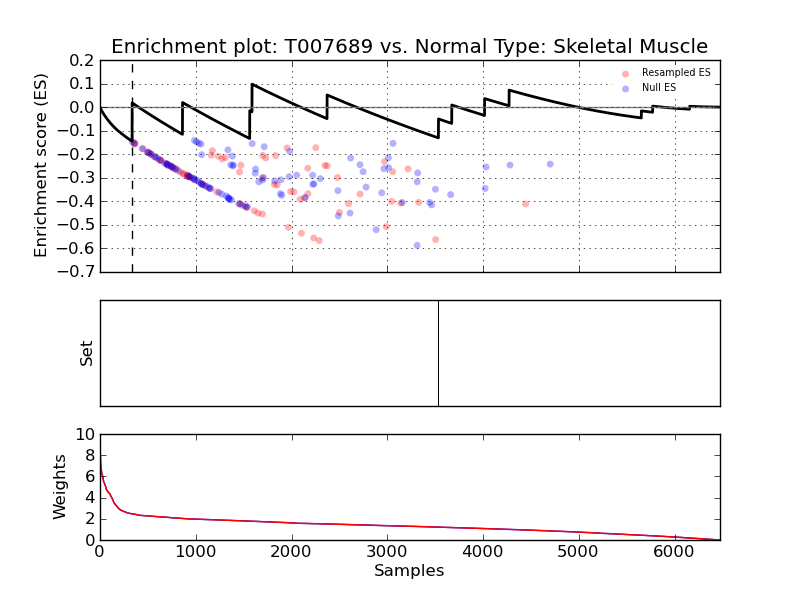 Enrichment plot: T007689 vs. Normal Type: Skeletal Muscle
Enrichment score (ES)
0.2
0.1
0.0
−0.1
−0.2
−0.3
−0.4
−0.5
−0.6
−0.7
Resampled ES
Null ES
Set
Weights
10
8
6
4
2
0
0 1000 2000 3000 4000 5000 6000
Samples